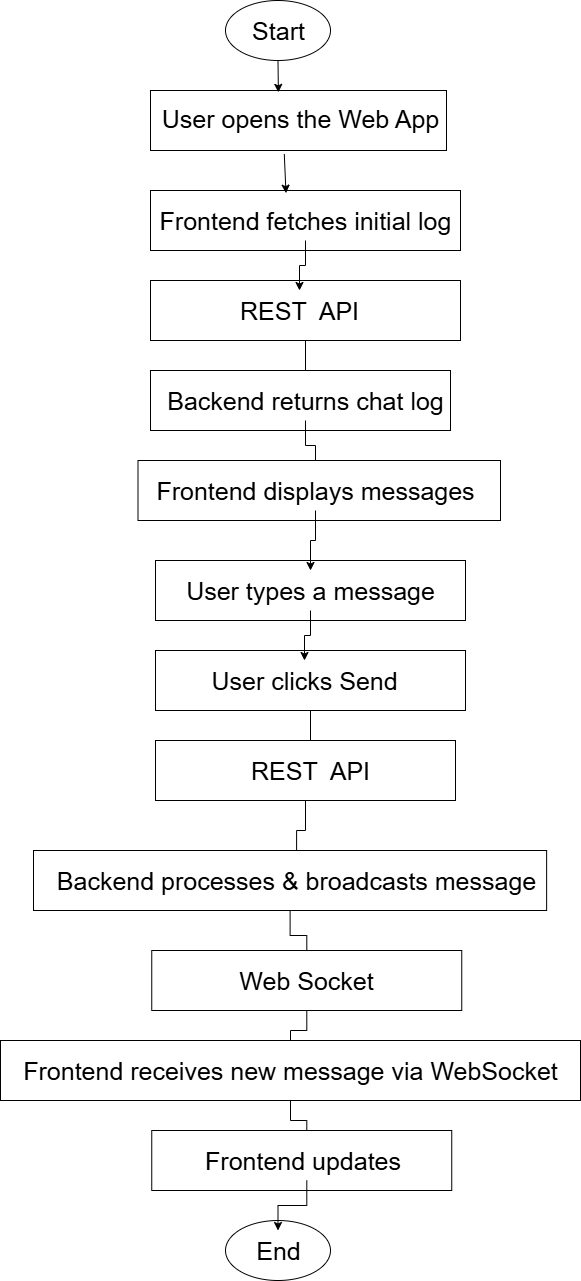 Start
User opens the Web App
Frontend fetches initial log
REST  API
Backend returns chat log
Frontend displays messages
User types a message
User clicks Send
REST  API
Backend processes & broadcasts message
Web Socket
Frontend receives new message via WebSocket
Frontend updates
End